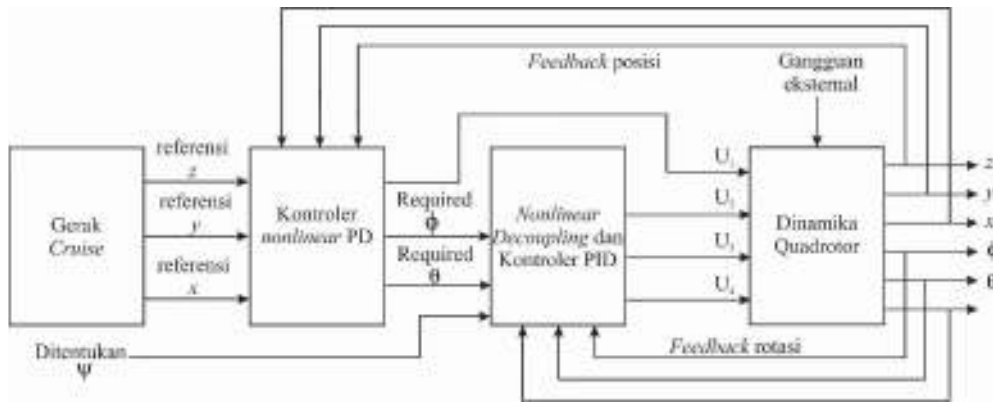 Feedback posisi
Gangguan
eksternal
referensi
z
referensi
y
referensi
x
Gerak
Cruise
Kontroler
nonlinear PD
Required
ϕ
Required
θ
Nonlinear
Decoupling dan
Kontroler PID
U₁
U₂
U₃
U₄
Dinamika
Quadrotor
z
y
x
ϕ
θ
Ditentukan
ψ
Feedback rotasi